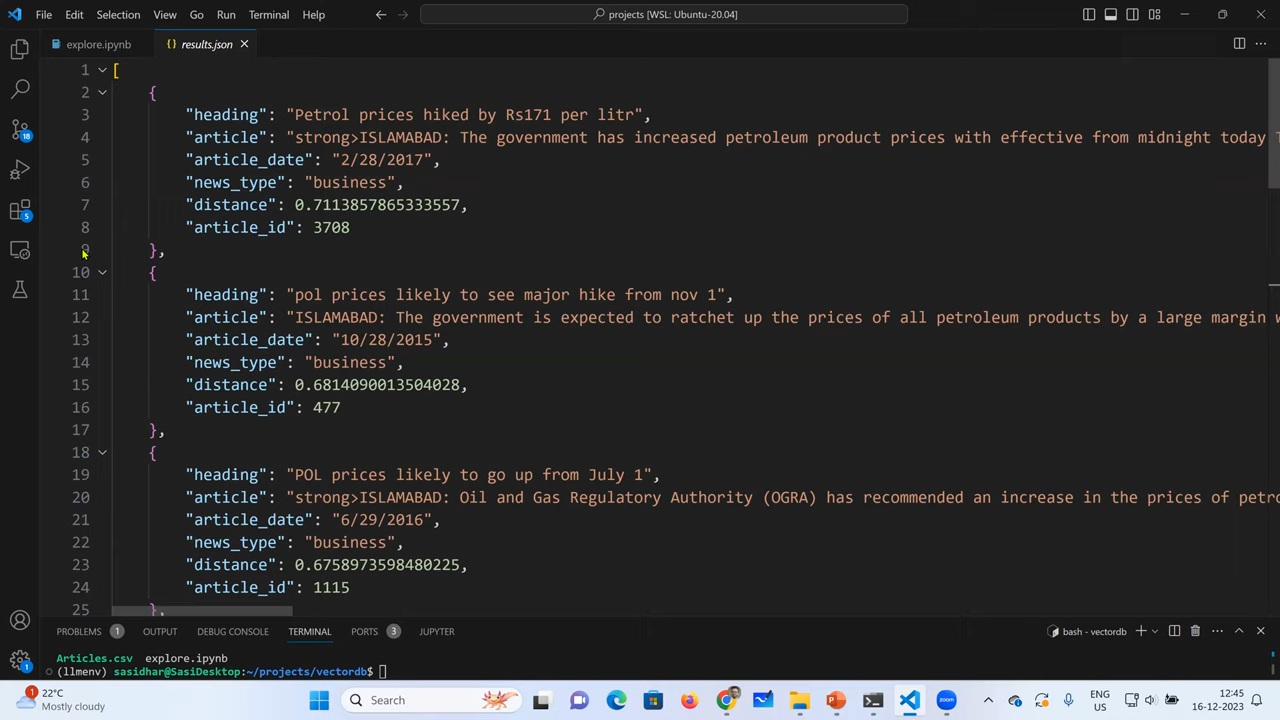 File Edit Selection View Go Run Terminal Help
projects [WSL: Ubuntu-20.04]
explore.ipynb
{} results.json
1 [
2 {
3 "heading": "Petrol prices hiked by Rs171 per litr",
4 "article": "strong>ISLAMABAD: The government has increased petroleum product prices with effective from midnight today
5 "article_date": "2/28/2017",
6 "news_type": "business",
7 "distance": 0.7113857865333557,
8 "article_id": 3708
9 },
10 {
11 "heading": "pol prices likely to see major hike from nov 1",
12 "article": "ISLAMABAD: The government is expected to ratchet up the prices of all petroleum products by a large margin
13 "article_date": "10/28/2015",
14 "news_type": "business",
15 "distance": 0.6814090013504028,
16 "article_id": 477
17 },
18 {
19 "heading": "POL prices likely to go up from July 1",
20 "article": "strong>ISLAMABAD: Oil and Gas Regulatory Authority (OGRA) has recommended an increase in the prices of petro
21 "article_date": "6/29/2016",
22 "news_type": "business",
23 "distance": 0.6758973598480225,
24 "article_id": 1115
25 },
18
5
1
PROBLEMS 1 OUTPUT DEBUG CONSOLE TERMINAL PORTS 3 JUPYTER
bash - vectordb
Articles.csv explore.ipynb
(llmenv) sasidhar@SasiDesktop:~/projects/vectordb$
1
22°C
Mostly cloudy
Search
ENG
US
12:45
16-12-2023